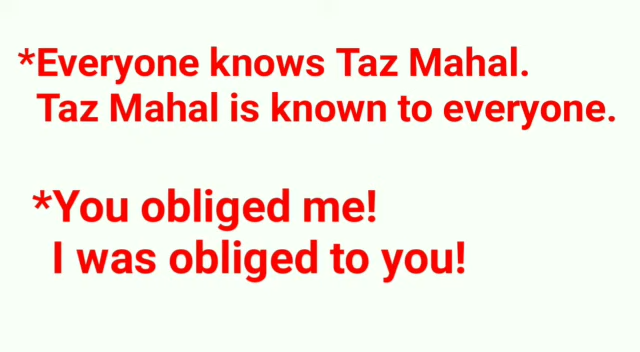 *Everyone knows Taz Mahal.
Taz Mahal is known to everyone.
*You obliged me!
I was obliged to you!